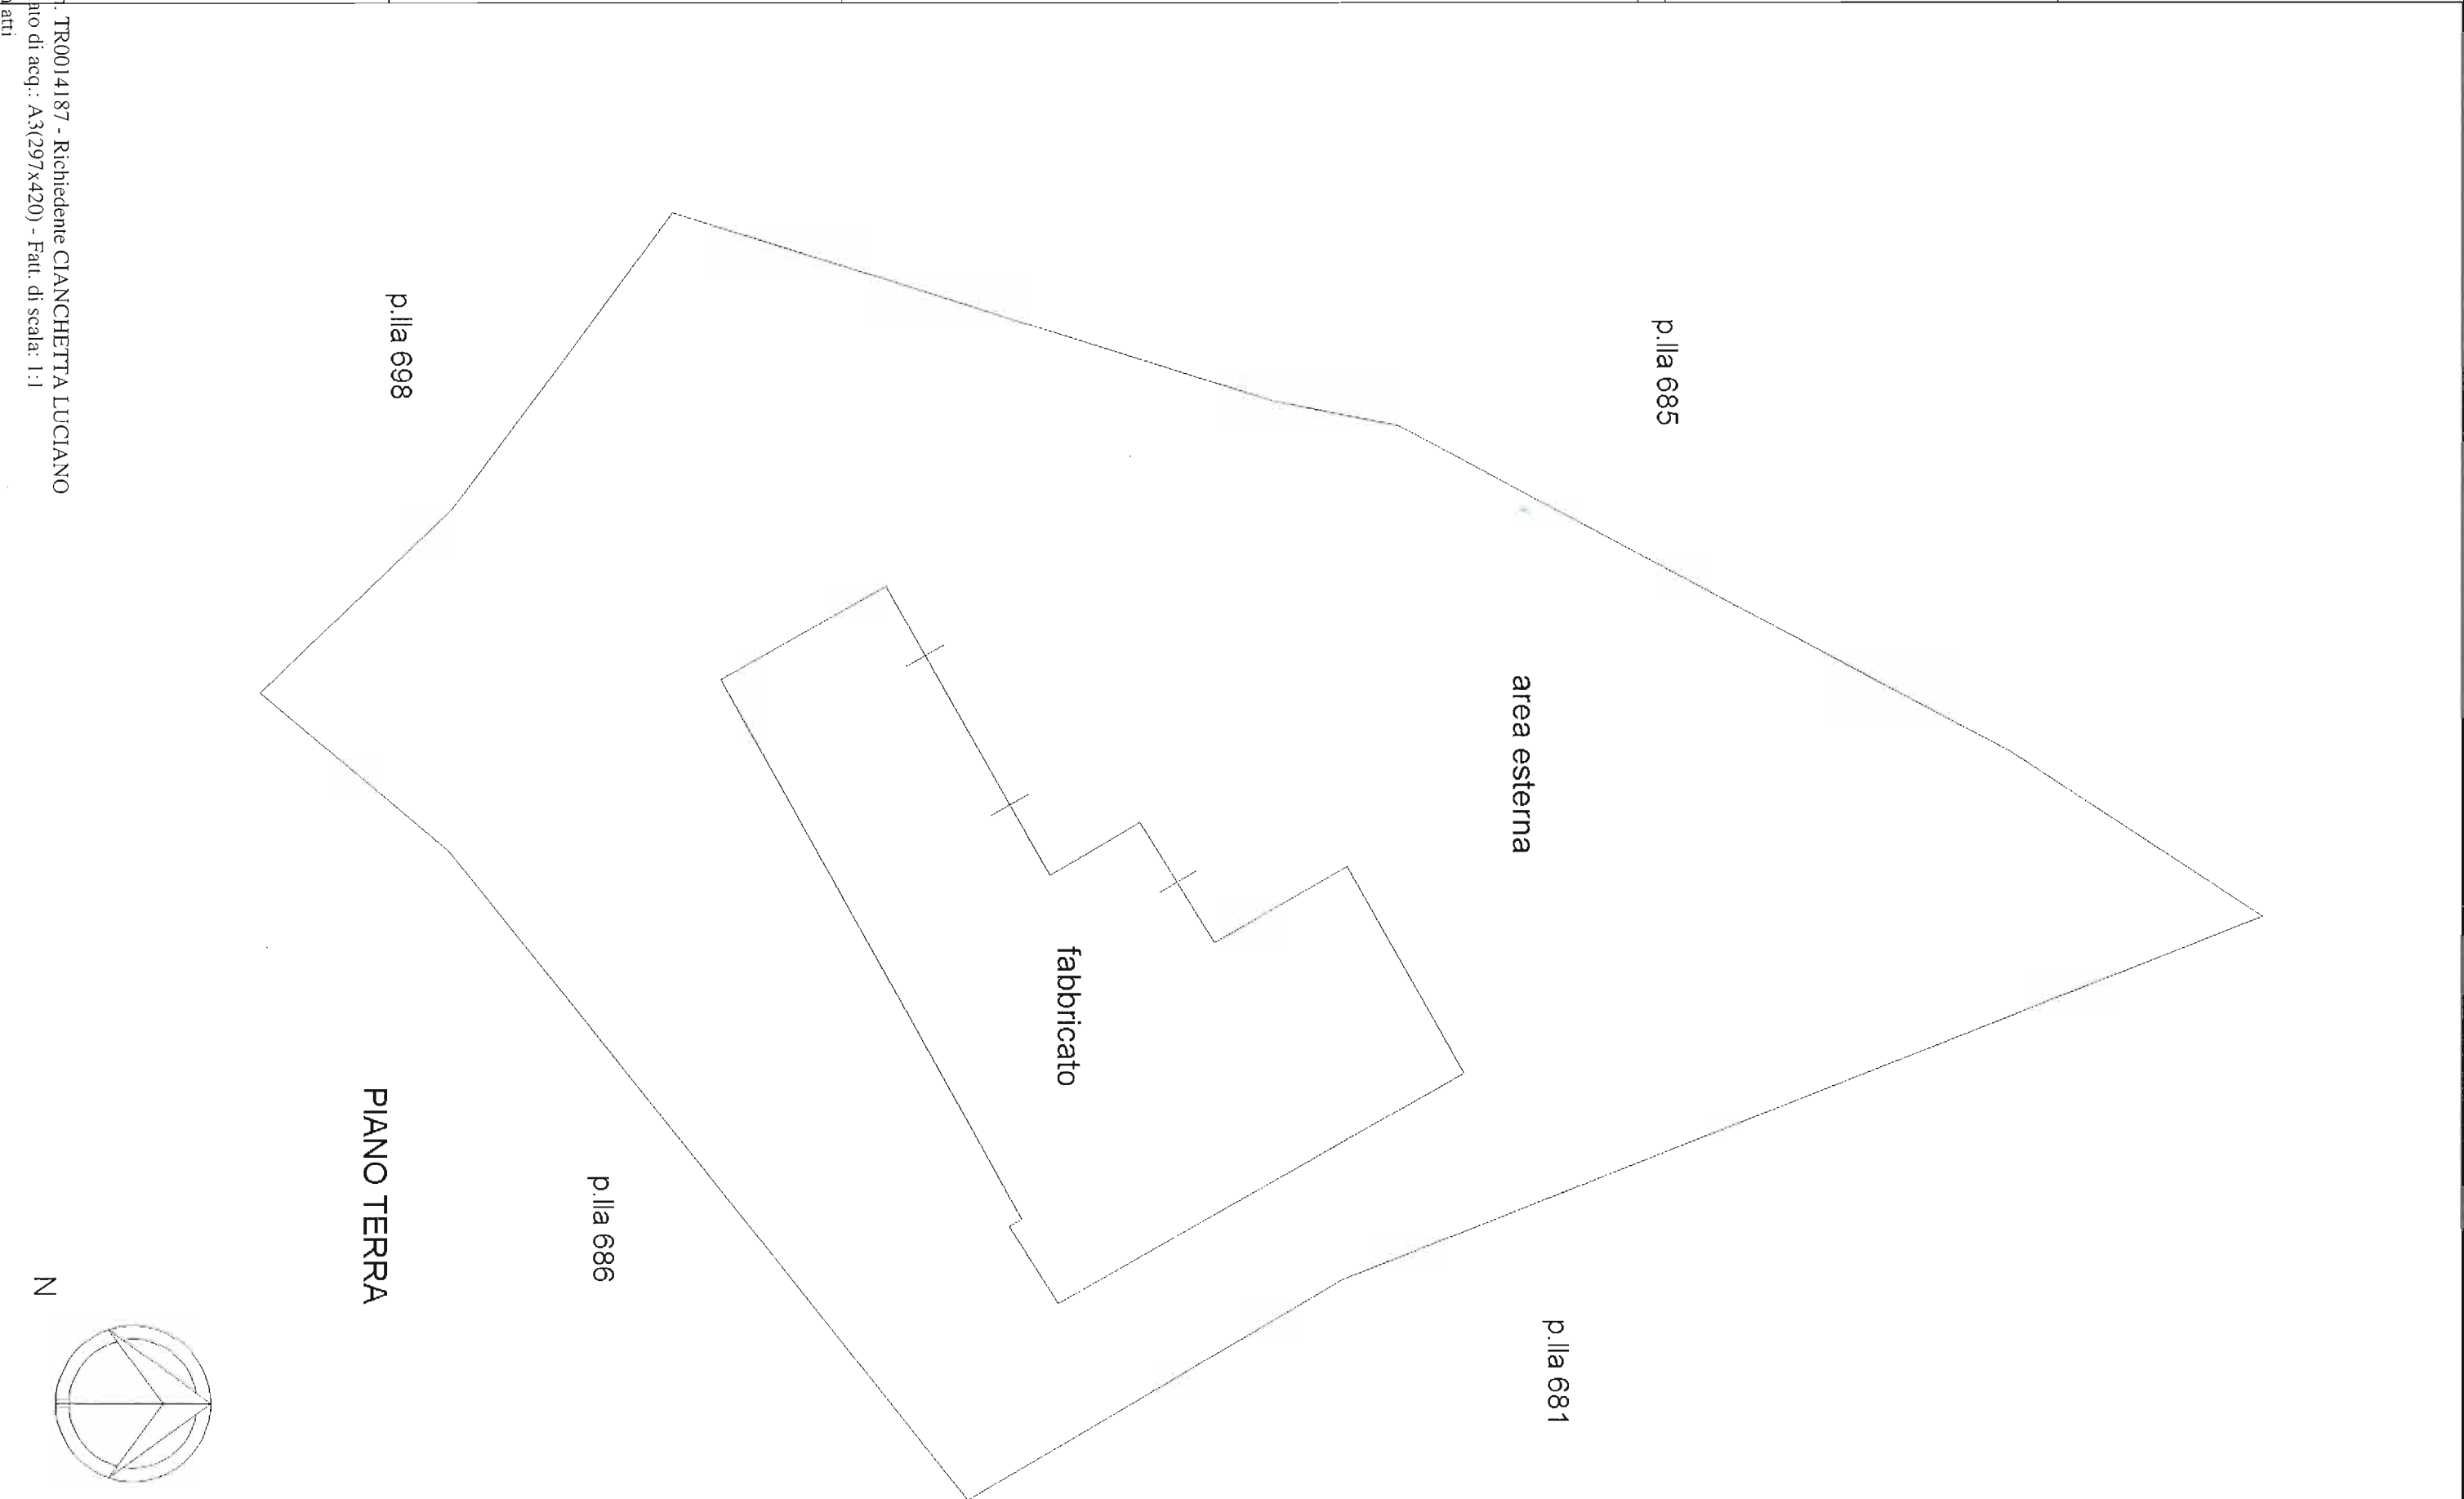 p.lla 685
p.lla 681
area esterna
fabbricato
p.lla 686
p.lla 698
PIANO TERRA
N
TR0014187 - Richiedente CIANCHETTA LUCIANO
di acq.: A3(297x420) - Fatt. di scala: 1:1
atti